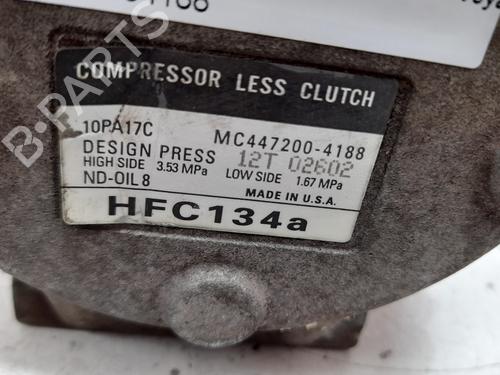 COMPRESSOR LESS CLUTCH
10PA17C MC447200-4188
DESIGN PRESS 12T 02602
HIGH SIDE 3.53 MPa LOW SIDE 1.67 MPa
ND-OIL 8 MADE IN U.S.A.
HFC134a
B-PARTS